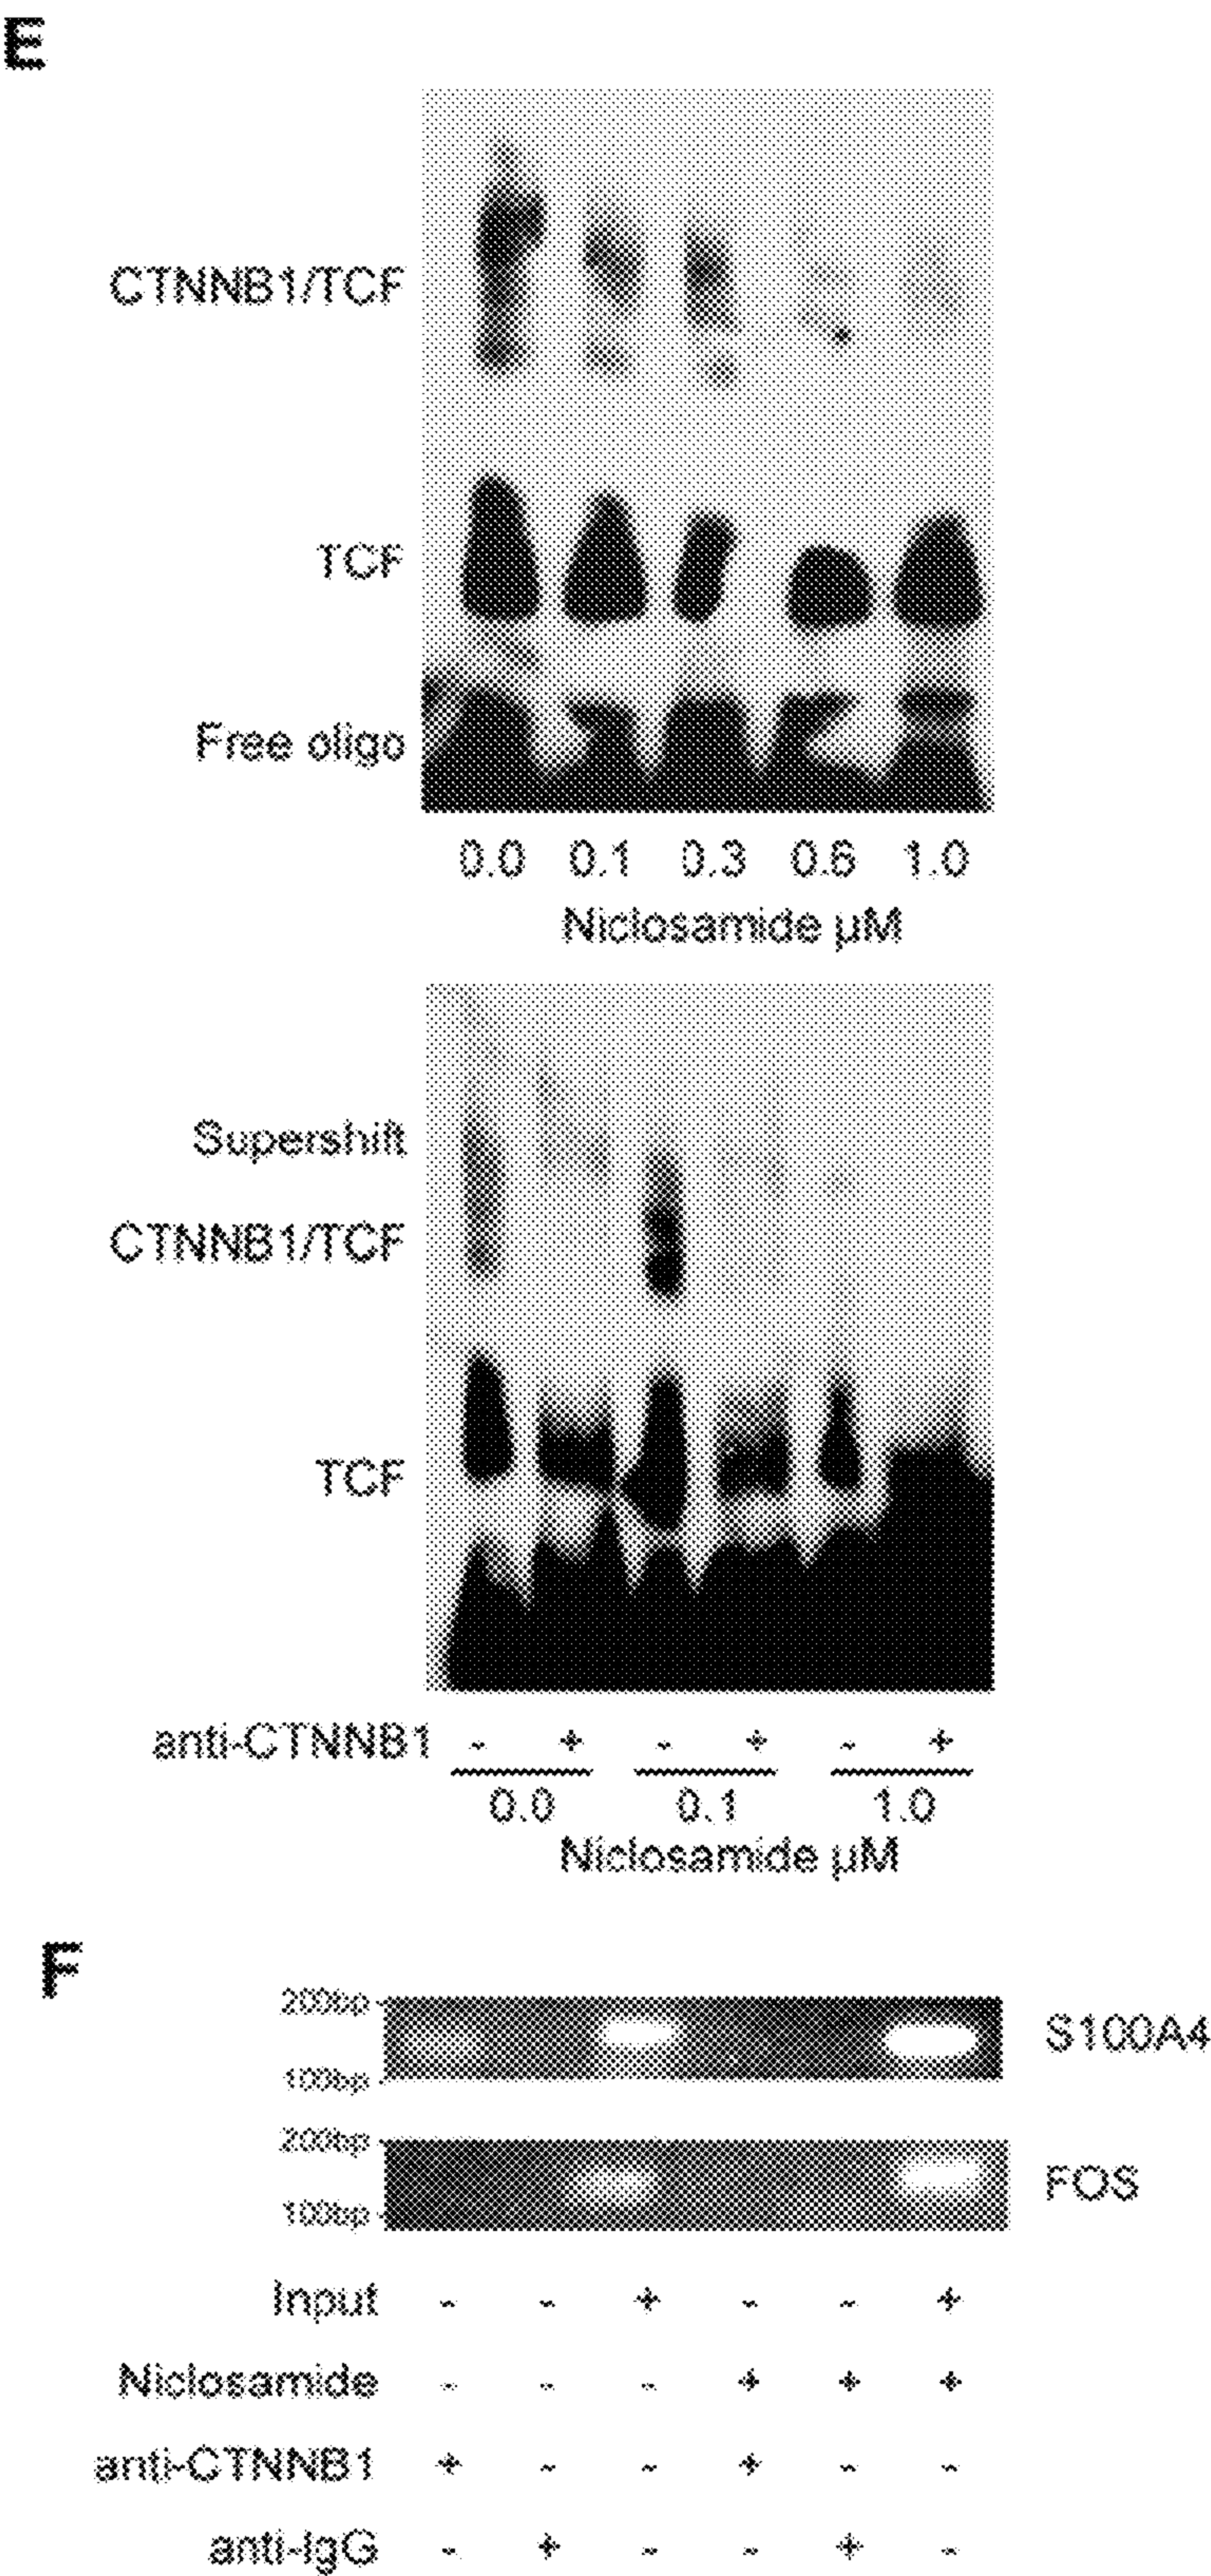 E
CTNNB1/TCF
TCF
Free oligo
0.0 0.1 0.3 0.6 1.0
Niclosamide µM
Supershift
CTNNB1/TCF
TCF
anti-CTNNB1 - + - + - +
0.0 0.1 1.0
Niclosamide µM
F
200bp
S100A4
100bp
200bp
FOS
100bp
Input - - + - - +
Niclosamide - - - + + +
anti-CTNNB1 + - - + - -
anti-IgG - + - - + -